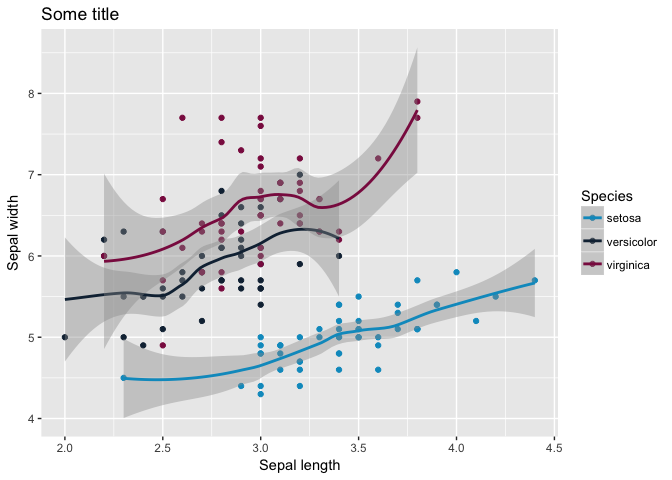 Some title
Sepal width
8
7
6
5
4
2.0 2.5 3.0 3.5 4.0 4.5
Sepal length
Species
setosa
versicolor
virginica